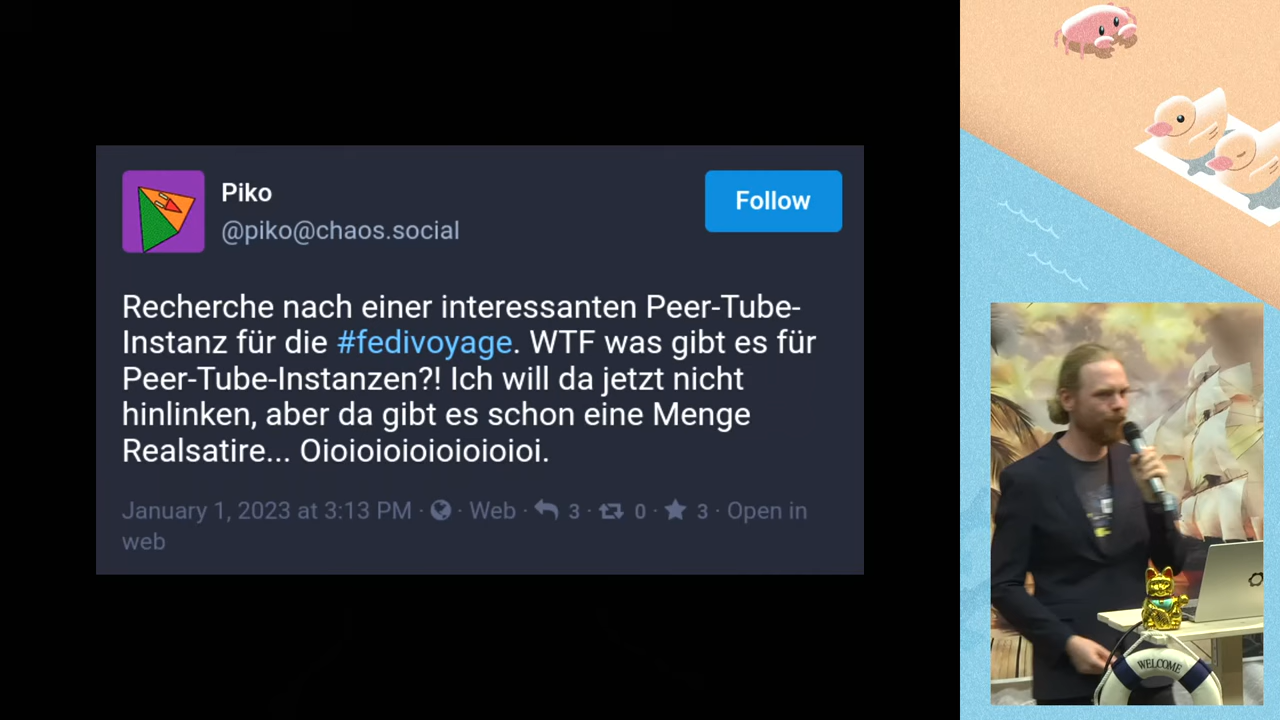 Piko
@piko@chaos.social
Follow
Recherche nach einer interessanten Peer-Tube-
Instanz für die #fedivoyage. WTF was gibt es für
Peer-Tube-Instanzen?! Ich will da jetzt nicht
hinlinken, aber da gibt es schon eine Menge
Realsatire... Oioioioioioioioioi.
January 1, 2023 at 3:13 PM · Web · 3 · 0 · 3 · Open in
web
WELCOME